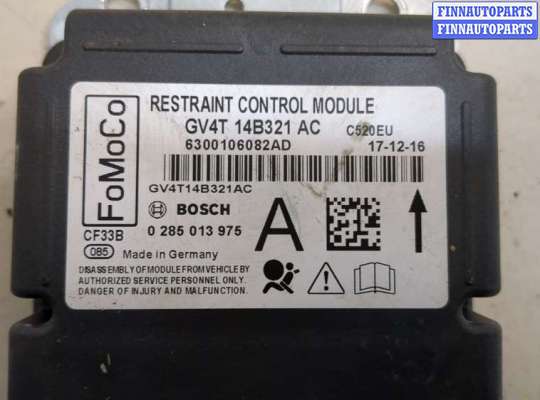 FINNAUTOPARTS
FINNAUTOPARTS
FoMoCo
RESTRAINT CONTROL MODULE
GV4T 14B321 AC C520EU
6300106082AD 17-12-16
GV4T14B321AC
BOSCH
0 285 013 975
A
CF33B
085
Made in Germany
DISASSEMBLY OF MODULE FROM VEHICLE BY
AUTHORIZED SERVICE PERSONNEL ONLY.
DANGER OF INJURY AND MALFUNCTION.
FINNAUTOPARTS
FINNAUTOPARTS